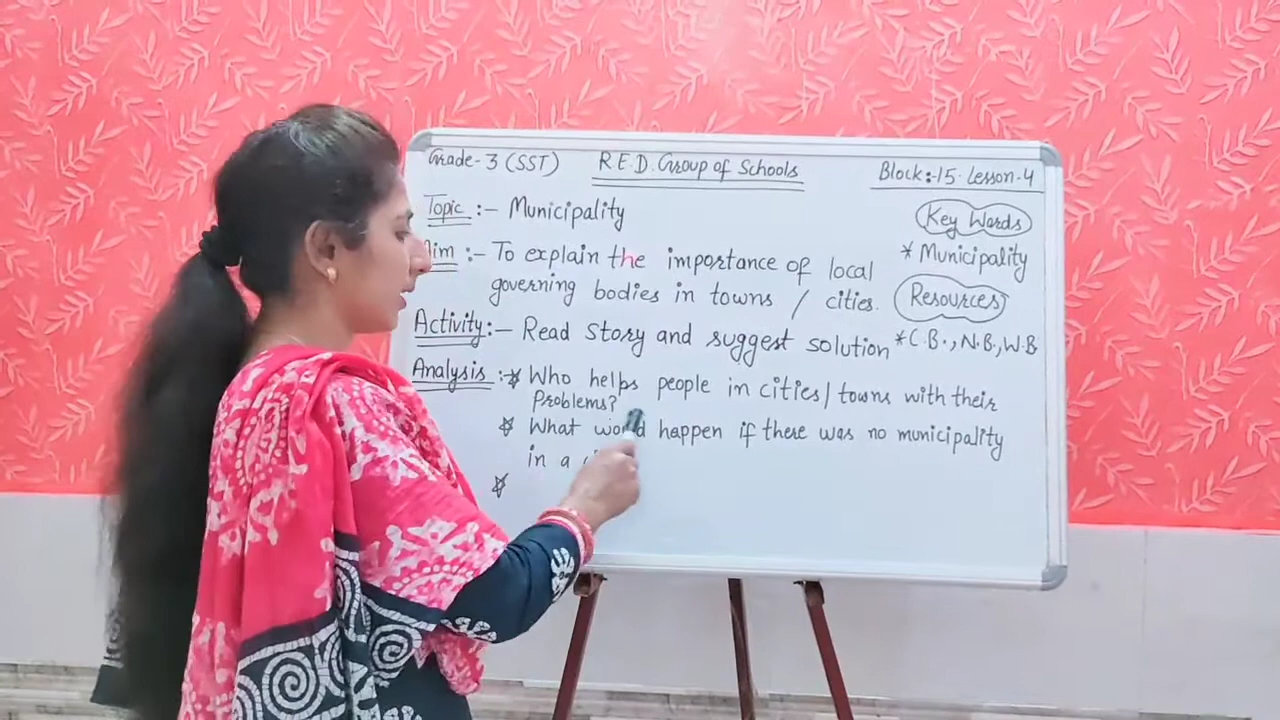 Grade-3 (SST) R.E.D. Group of Schools Block:-15. Lesson-4
Topic :- Municipality
Aim :- To explain the importance of local
governing bodies in towns / cities.
Activity:- Read story and suggest solution
Analysis :- ☆ Who helps people in cities/towns with their
Problems?
☆ What would happen if there was no municipality
in a
☆
Key Words
* Municipality
Resources
* C.B., N.B., W.B